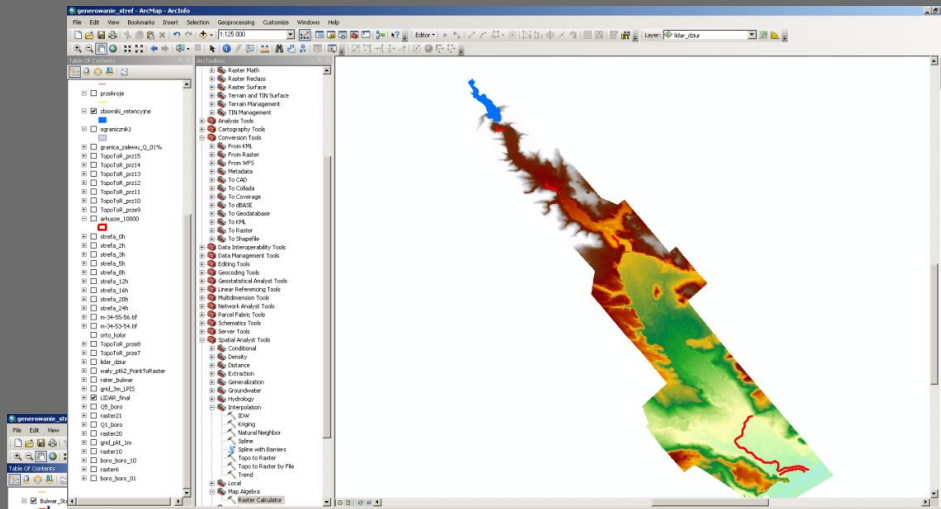 generowanie_stref - ArcMap - ArcInfo
File Edit View Bookmarks Insert Selection Geoprocessing Customize Windows Help
1:125 000
Editor
Layer: lidar_dziur
Table Of Contents
przekroje
zbiorniki_retencyjne
ogranicznik1
granica_zalewu_Q_01%
TopoToR_prz15
TopoToR_prz14
TopoToR_prz13
TopoToR_prz12
TopoToR_prz11
TopoToR_prz10
TopoToR_prze9
arkusze_10000
strefa_0h
strefa_2h
strefa_3h
strefa_5h
strefa_8h
strefa_12h
strefa_16h
strefa_20h
strefa_24h
m-34-55-56.tif
m-34-53-54.tif
orto_kolor
TopoToR_prze8
TopoToR_prze7
lidar_dziur
wały_pthZ_PointToRaster
rater_bulwar
grid_3m_LPIS
LIDAR_final
Q5_boro
raster21
Q1_boro
raster20
grid_pkt_1m
raster10
boro_boro_10
raster6
boro_boro_01
ArcToolbox
Raster Math
Raster Reclass
Raster Surface
Terrain and TIN Surface
Terrain Management
TIN Management
Analysis Tools
Cartography Tools
Conversion Tools
From KML
From Raster
From WFS
Metadata
To CAD
To Collada
To Coverage
To dBASE
To Geodatabase
To KML
To Raster
To Shapefile
Data Interoperability Tools
Data Management Tools
Editing Tools
Geocoding Tools
Geostatistical Analyst Tools
Linear Referencing Tools
Multidimension Tools
Network Analyst Tools
Parcel Fabric Tools
Schematics Tools
Server Tools
Spatial Analyst Tools
Conditional
Density
Distance
Extraction
Generalization
Groundwater
Hydrology
Interpolation
IDW
Kriging
Natural Neighbor
Spline
Spline with Barriers
Topo to Raster
Topo to Raster by File
Trend
Local
Map Algebra
Raster Calculator
generowanie_str
File Edit View
Table Of Contents